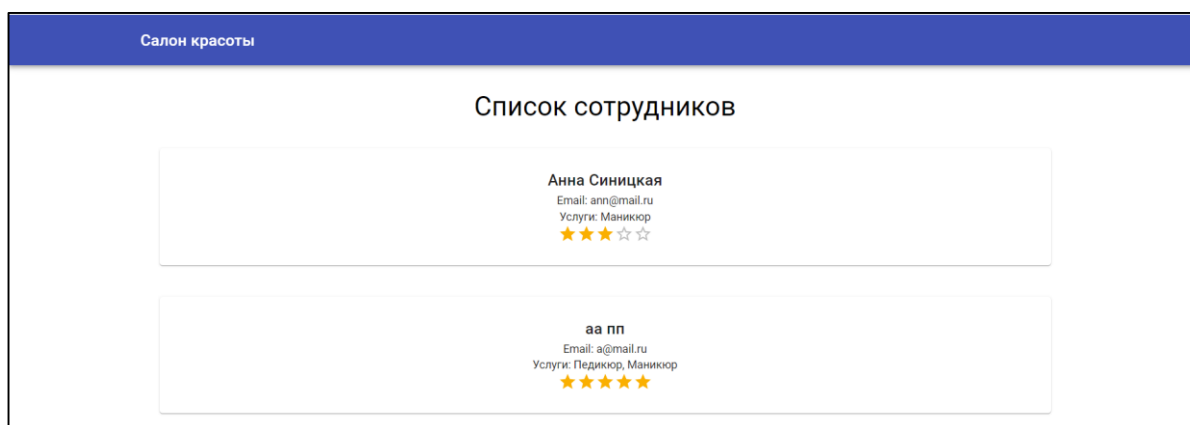 Салон красоты
Список сотрудников
Анна Синицкая
Email: ann@mail.ru
Услуги: Маникюр
аа пп
Email: a@mail.ru
Услуги: Педикюр, Маникюр